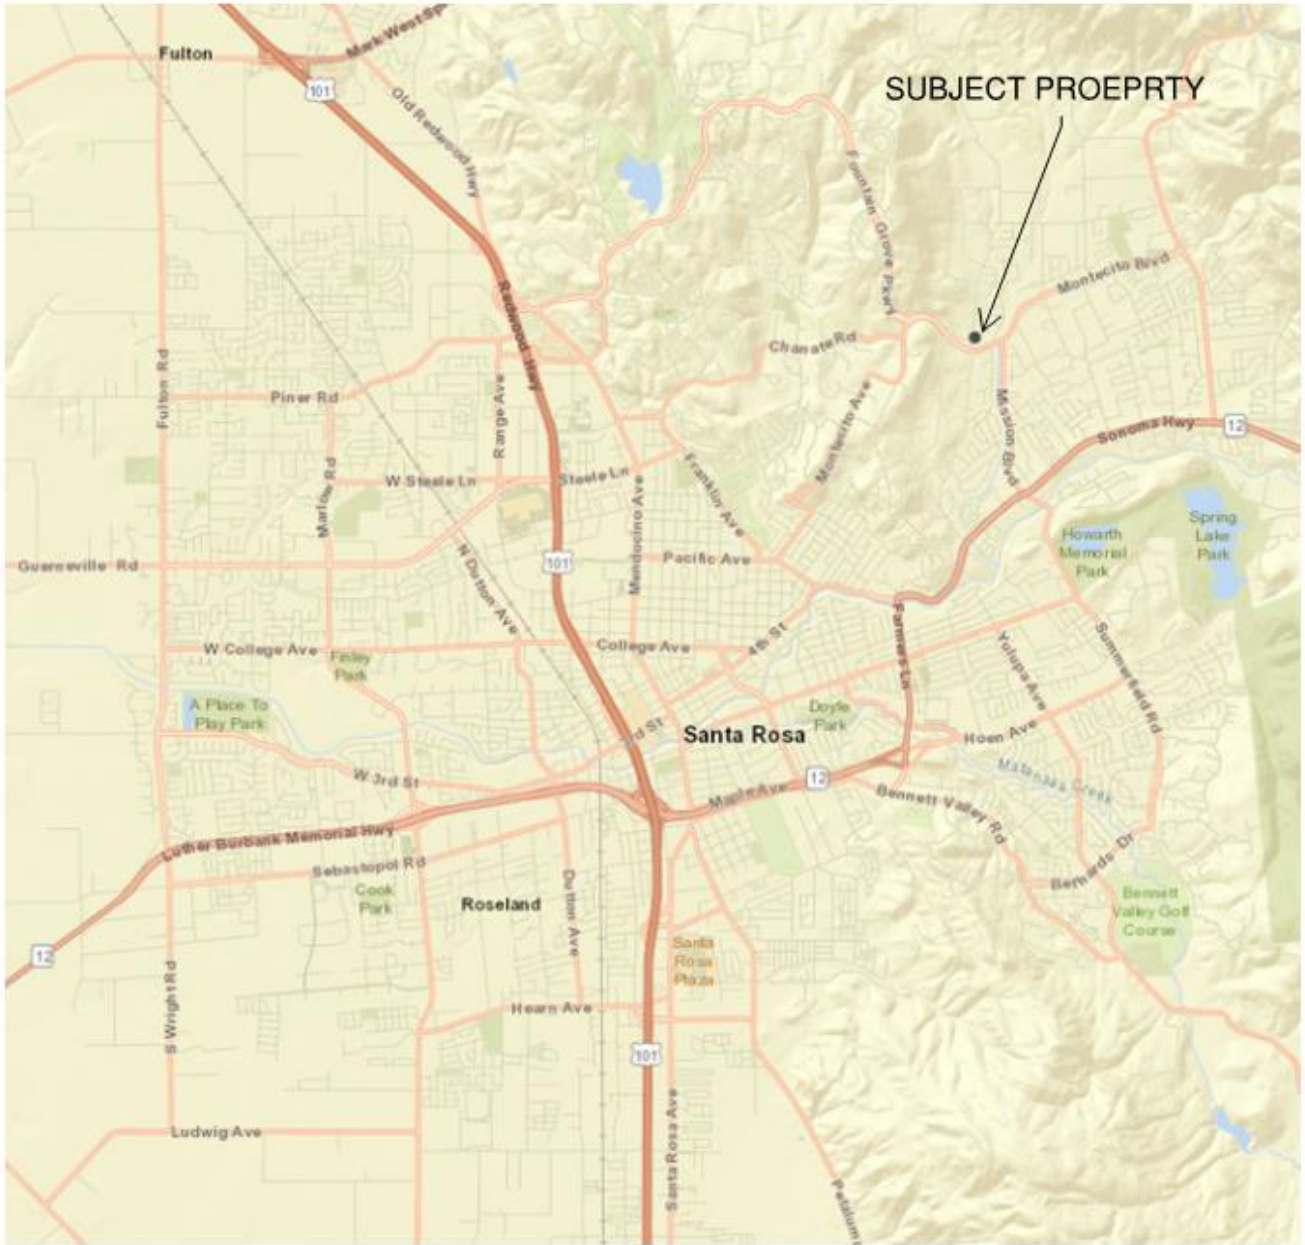 Fulton
Mark West Sp
101
Old Redwood Hwy
SUBJECT PROEPRTY
Fountain Grove Pkwy
Montecito Blvd
Redwood Hwy
Chanate Rd
Fulton Rd
Piner Rd
Range Ave
Montecito Ave
Mission Blvd
Sonoma Hwy
12
Marlow Rd
W Steele Ln
Steele Ln
Franklin Ave
Mendocino Ave
Howarth
Memorial
Park
Spring
Lake
Park
Guerneville Rd
N Dutton Ave
101
Pacific Ave
W College Ave
College Ave
4th St
Farmers Ln
Yulupa Ave
Summerfield Rd
Finley
Park
A Place To
Play Park
3rd St
Santa Rosa
Doyle
Park
Hoen Ave
W 3rd St
Maple Ave
12
Matanzas Creek
Bennett Valley Rd
Luther Burbank Memorial Hwy
Sebastopol Rd
Bethards Dr
Cook
Park
Roseland
Dutton Ave
Bennett
Valley Golf
Course
12
Santa
Rosa
Plaza
S Wright Rd
Hearn Ave
101
Santa Rosa Ave
Ludwig Ave
Petalum